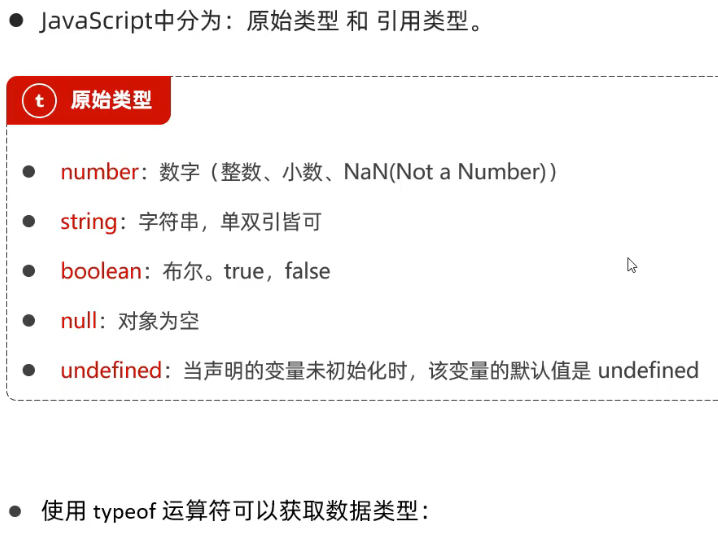 ● JavaScript中分为：原始类型 和 引用类型。
t 原始类型
● number：数字（整数、小数、NaN(Not a Number)）
● string：字符串，单双引皆可
● boolean：布尔。true，false
● null：对象为空
● undefined：当声明的变量未初始化时，该变量的默认值是 undefined
● 使用 typeof 运算符可以获取数据类型：